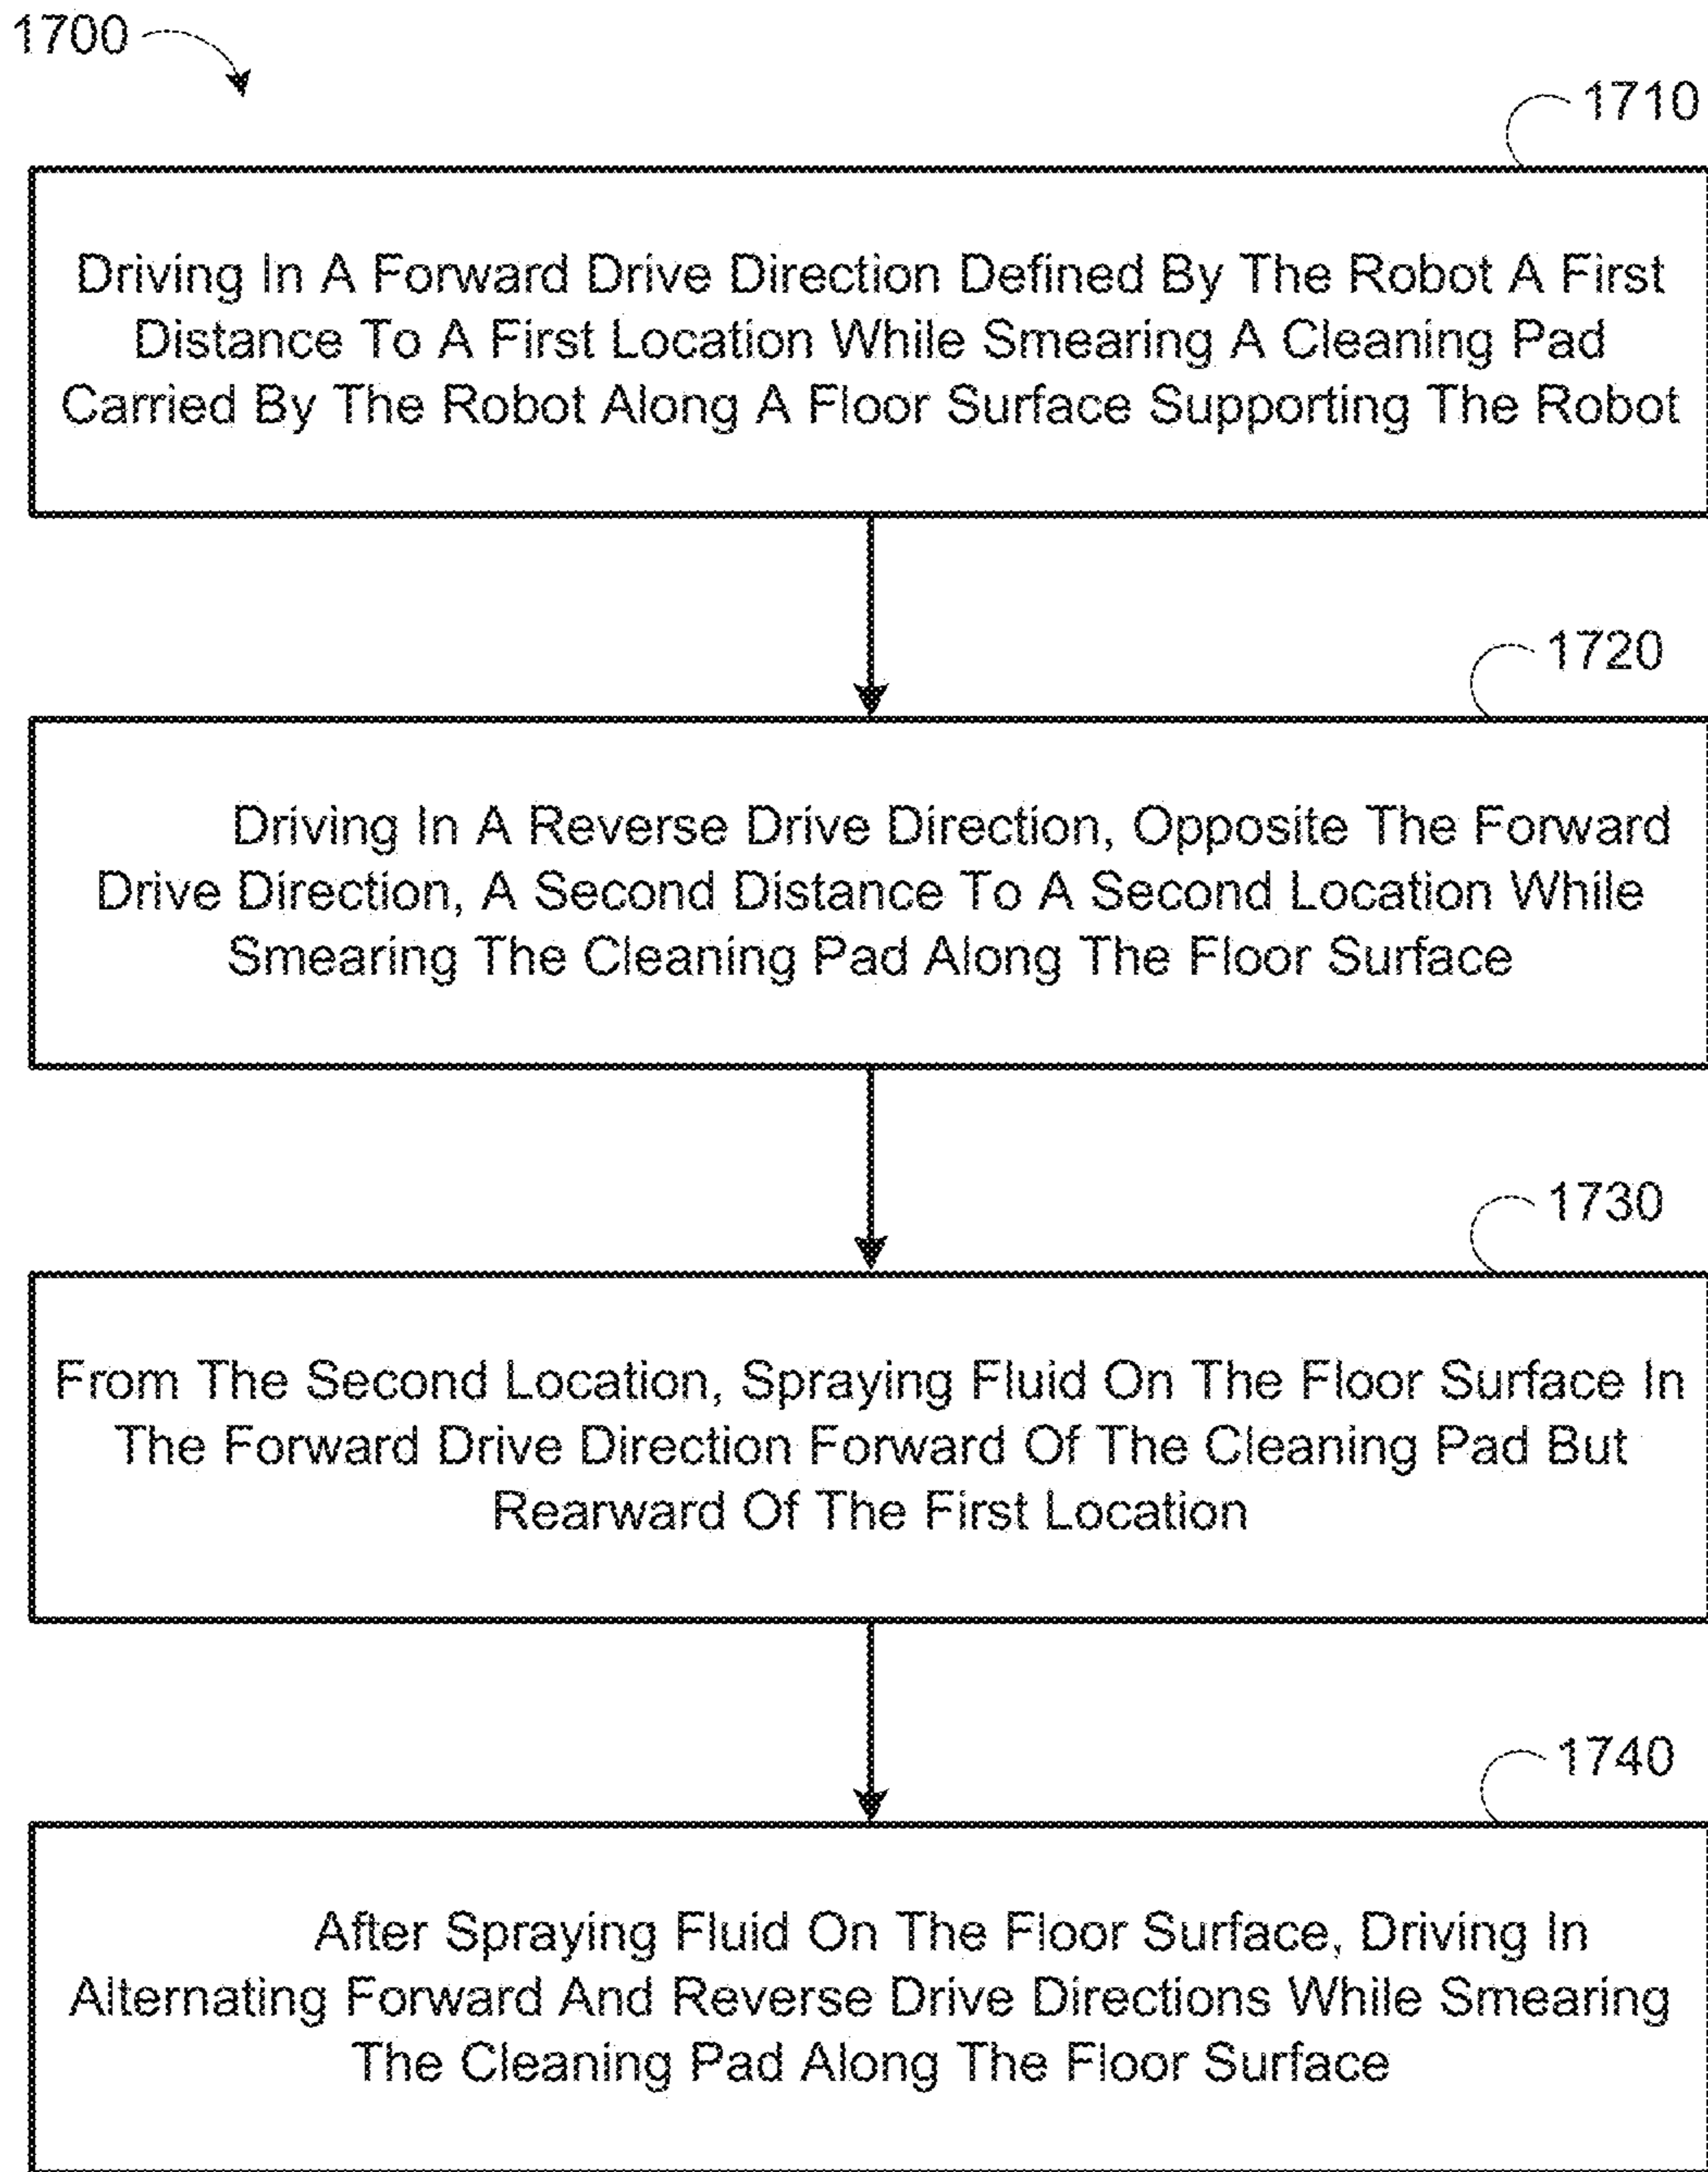 1700
1710
Driving In A Forward Drive Direction Defined By The Robot A First
Distance To A First Location While Smearing A Cleaning Pad
Carried By The Robot Along A Floor Surface Supporting The Robot
1720
Driving In A Reverse Drive Direction, Opposite The Forward
Drive Direction, A Second Distance To A Second Location While
Smearing The Cleaning Pad Along The Floor Surface
1730
From The Second Location, Spraying Fluid On The Floor Surface In
The Forward Drive Direction Forward Of The Cleaning Pad But
Rearward Of The First Location
1740
After Spraying Fluid On The Floor Surface, Driving In
Alternating Forward And Reverse Drive Directions While Smearing
The Cleaning Pad Along The Floor Surface